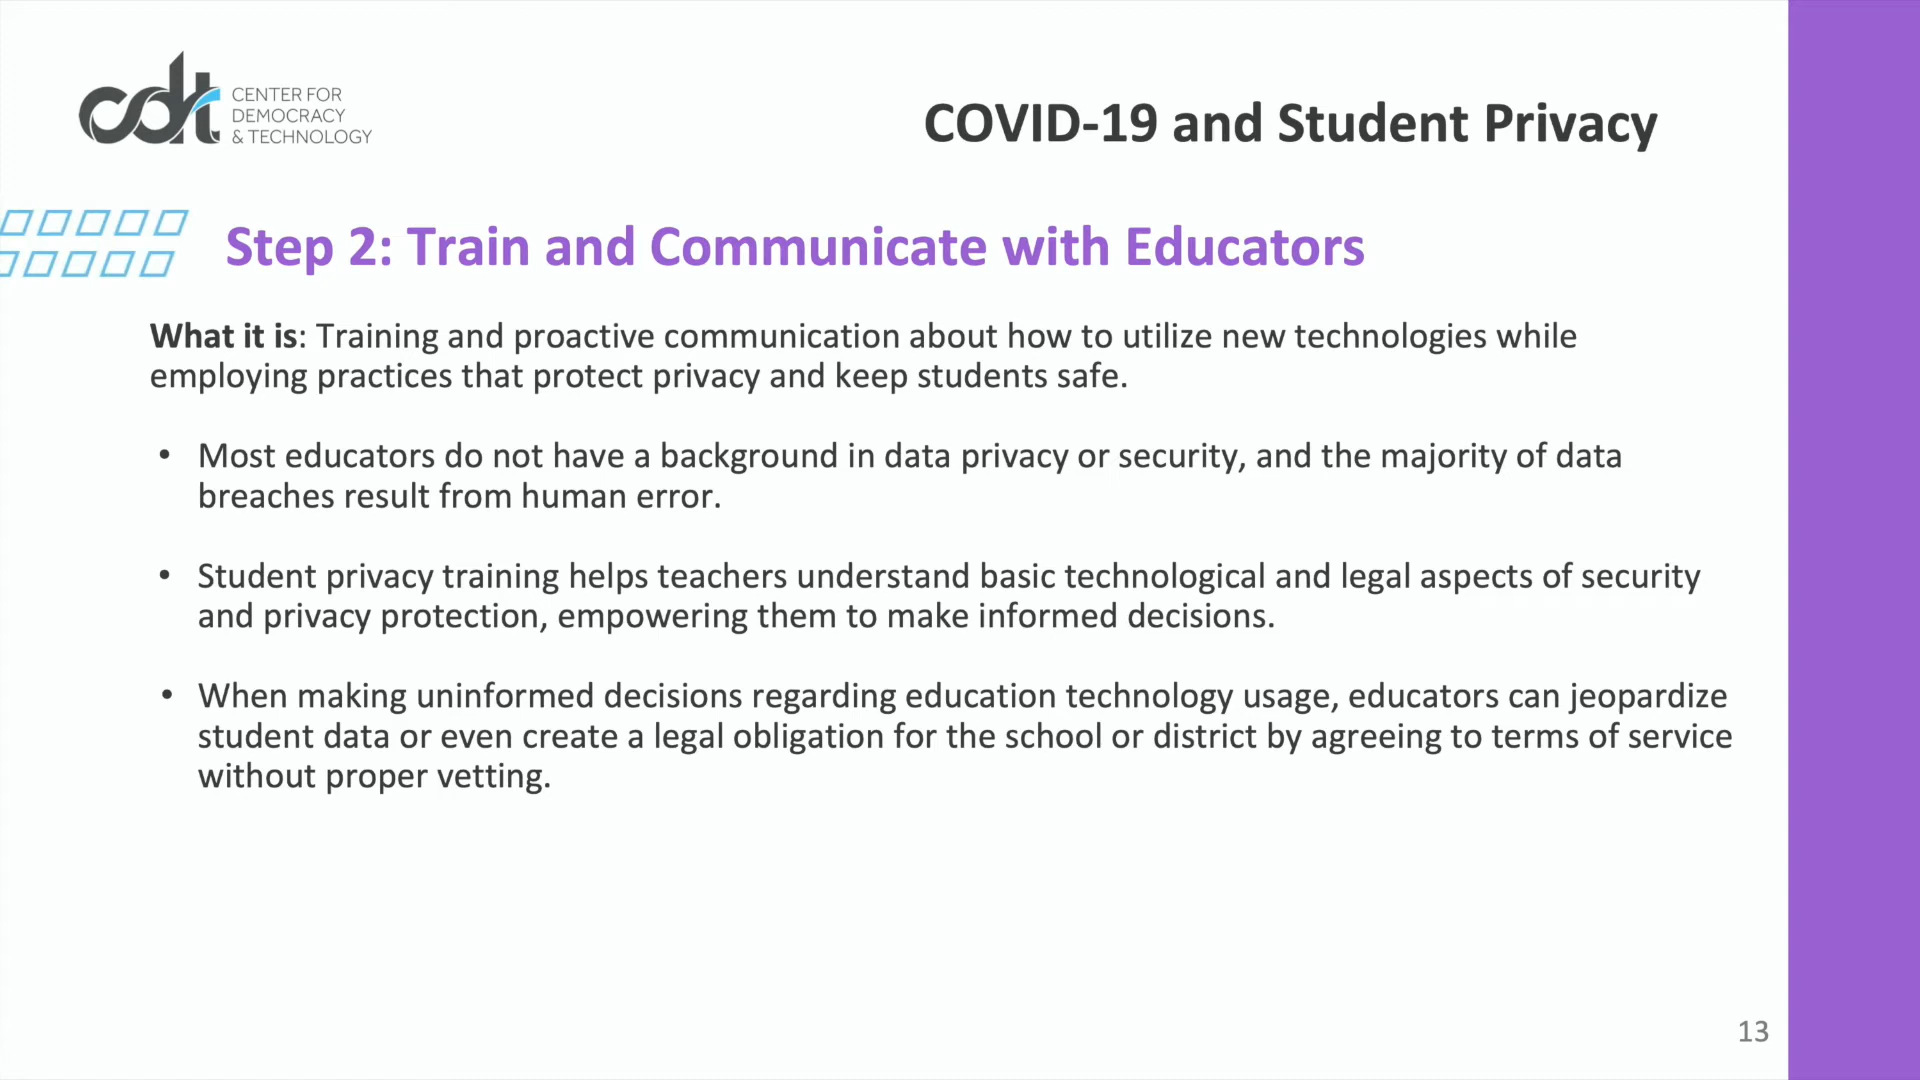 cdt
CENTER FOR
DEMOCRACY
& TECHNOLOGY
COVID-19 and Student Privacy
Step 2: Train and Communicate with Educators
What it is: Training and proactive communication about how to utilize new technologies while
employing practices that protect privacy and keep students safe.
• Most educators do not have a background in data privacy or security, and the majority of data
breaches result from human error.
• Student privacy training helps teachers understand basic technological and legal aspects of security
and privacy protection, empowering them to make informed decisions.
• When making uninformed decisions regarding education technology usage, educators can jeopardize
student data or even create a legal obligation for the school or district by agreeing to terms of service
without proper vetting.
13